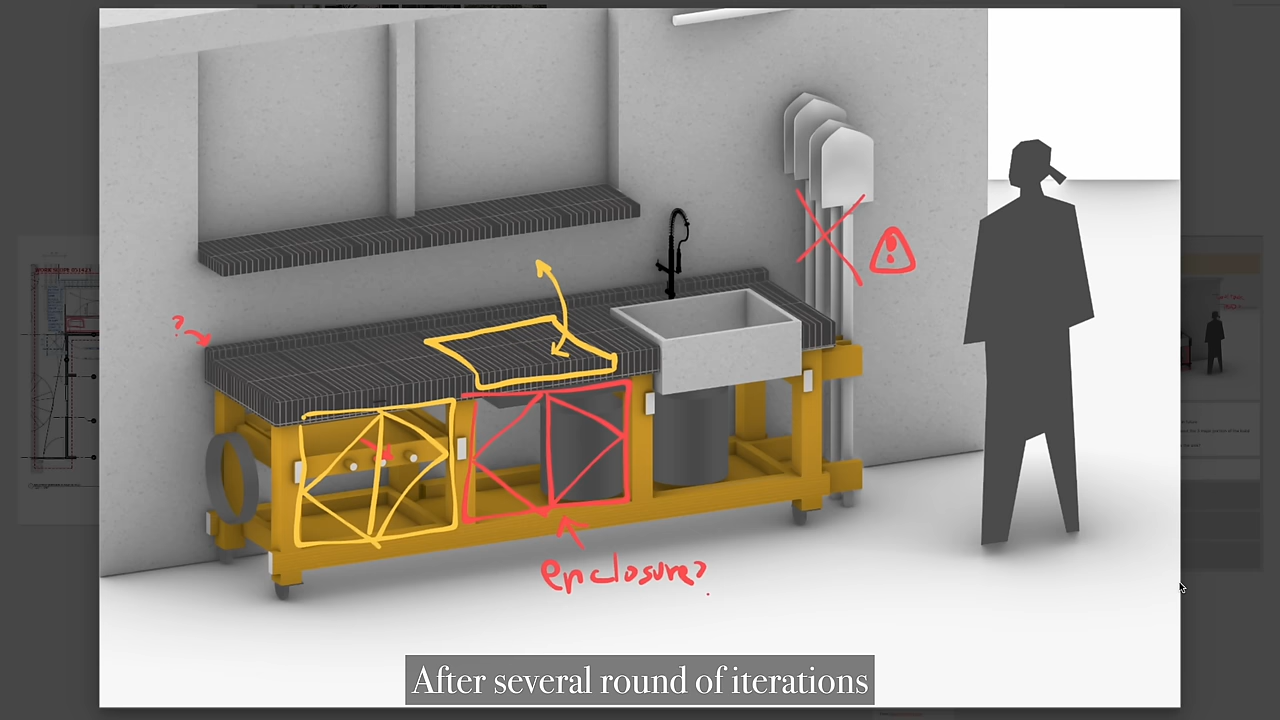 ?
!
enclosure?
After several round of iterations